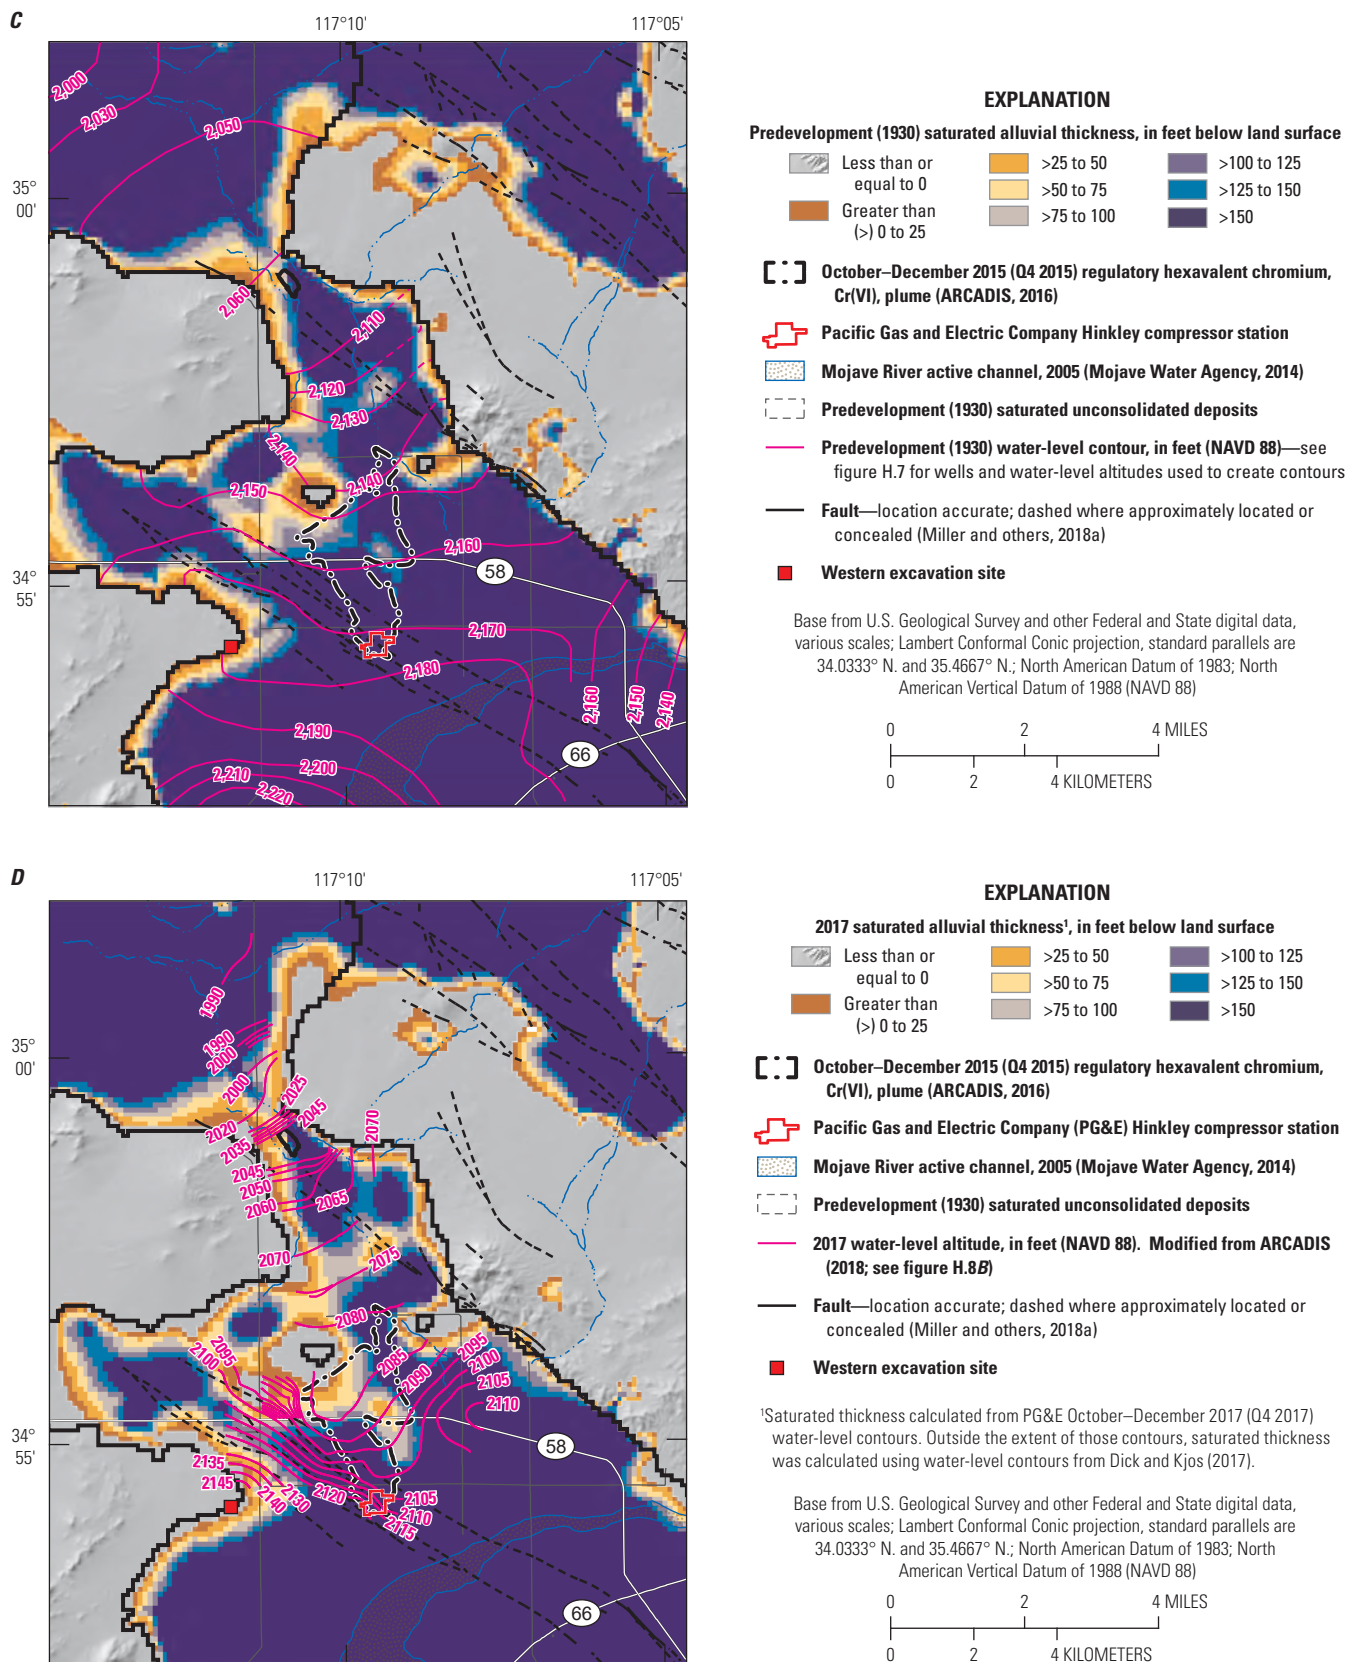 C
117°10'
117°05'
35°
00'
34°
55'
2,000
2,030
2,050
2,060
2,110
2,120
2,130
2,140
2,140
2,150
2,160
58
2,170
2,180
2,160
2,150
2,140
2,190
2,200
2,210
2,220
66
EXPLANATION
Predevelopment (1930) saturated alluvial thickness, in feet below land surface
Less than or
equal to 0
Greater than
(>) 0 to 25
>25 to 50
>50 to 75
>75 to 100
>100 to 125
>125 to 150
>150
October–December 2015 (Q4 2015) regulatory hexavalent chromium,
Cr(VI), plume (ARCADIS, 2016)
Pacific Gas and Electric Company Hinkley compressor station
Mojave River active channel, 2005 (Mojave Water Agency, 2014)
Predevelopment (1930) saturated unconsolidated deposits
Predevelopment (1930) water-level contour, in feet (NAVD 88)—see
figure H.7 for wells and water-level altitudes used to create contours
Fault—location accurate; dashed where approximately located or
concealed (Miller and others, 2018a)
Western excavation site
Base from U.S. Geological Survey and other Federal and State digital data,
various scales; Lambert Conformal Conic projection, standard parallels are
34.0333° N. and 35.4667° N.; North American Datum of 1983; North
American Vertical Datum of 1988 (NAVD 88)
0 2 4 MILES
0 2 4 KILOMETERS
D
117°10'
117°05'
35°
00'
34°
55'
1990
1990
2000
2000
2025
2045
2020
2035
2045
2050
2060
2070
2065
2070
2075
2080
2095
2100
2085
2090
2095
2100
2105
2110
58
2135
2145
2140
2130
2120
2105
2110
2115
66
EXPLANATION
2017 saturated alluvial thickness¹, in feet below land surface
Less than or
equal to 0
Greater than
(>) 0 to 25
>25 to 50
>50 to 75
>75 to 100
>100 to 125
>125 to 150
>150
October–December 2015 (Q4 2015) regulatory hexavalent chromium,
Cr(VI), plume (ARCADIS, 2016)
Pacific Gas and Electric Company (PG&E) Hinkley compressor station
Mojave River active channel, 2005 (Mojave Water Agency, 2014)
Predevelopment (1930) saturated unconsolidated deposits
2017 water-level altitude, in feet (NAVD 88). Modified from ARCADIS
(2018; see figure H.8B)
Fault—location accurate; dashed where approximately located or
concealed (Miller and others, 2018a)
Western excavation site
¹Saturated thickness calculated from PG&E October–December 2017 (Q4 2017)
water-level contours. Outside the extent of those contours, saturated thickness
was calculated using water-level contours from Dick and Kjos (2017).
Base from U.S. Geological Survey and other Federal and State digital data,
various scales; Lambert Conformal Conic projection, standard parallels are
34.0333° N. and 35.4667° N.; North American Datum of 1983; North
American Vertical Datum of 1988 (NAVD 88)
0 2 4 MILES
0 2 4 KILOMETERS